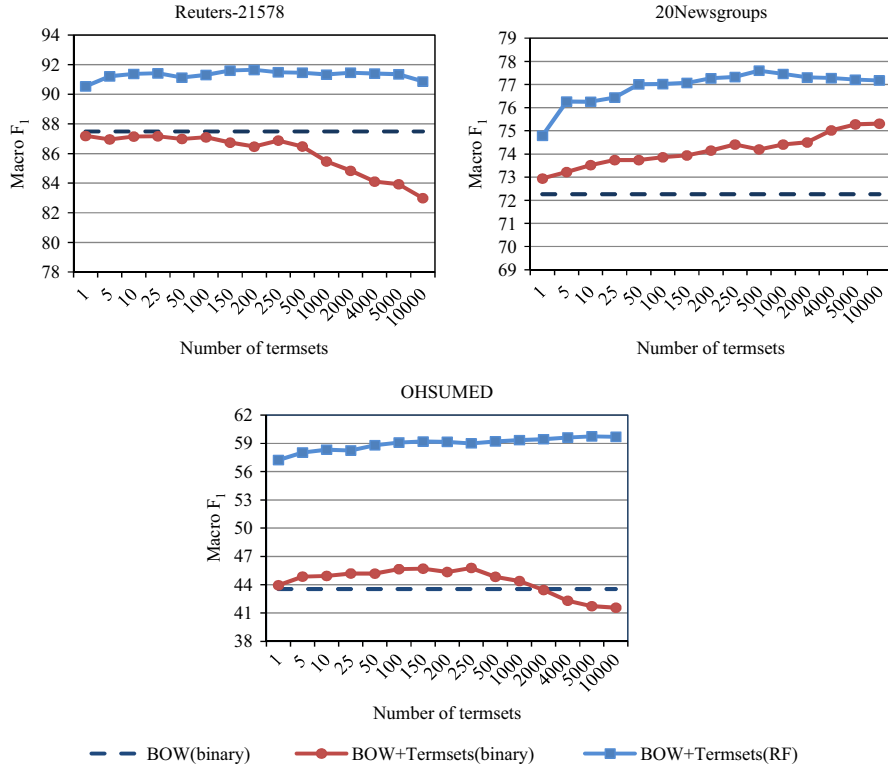 Reuters-21578
94
92
90
88
86
84
82
80
78
Macro F1
1 5 10 25 50 100 150 200 250 500 1000 2000 4000 5000 10000
Number of termsets
20Newsgroups
79
78
77
76
75
74
73
72
71
70
69
Macro F1
1 5 10 25 50 100 150 200 250 500 1000 2000 4000 5000 10000
Number of termsets
OHSUMED
62
59
56
53
50
47
44
41
38
Macro F1
1 5 10 25 50 100 150 200 250 500 1000 2000 4000 5000 10000
Number of termsets
BOW(binary) BOW+Termsets(binary) BOW+Termsets(RF)